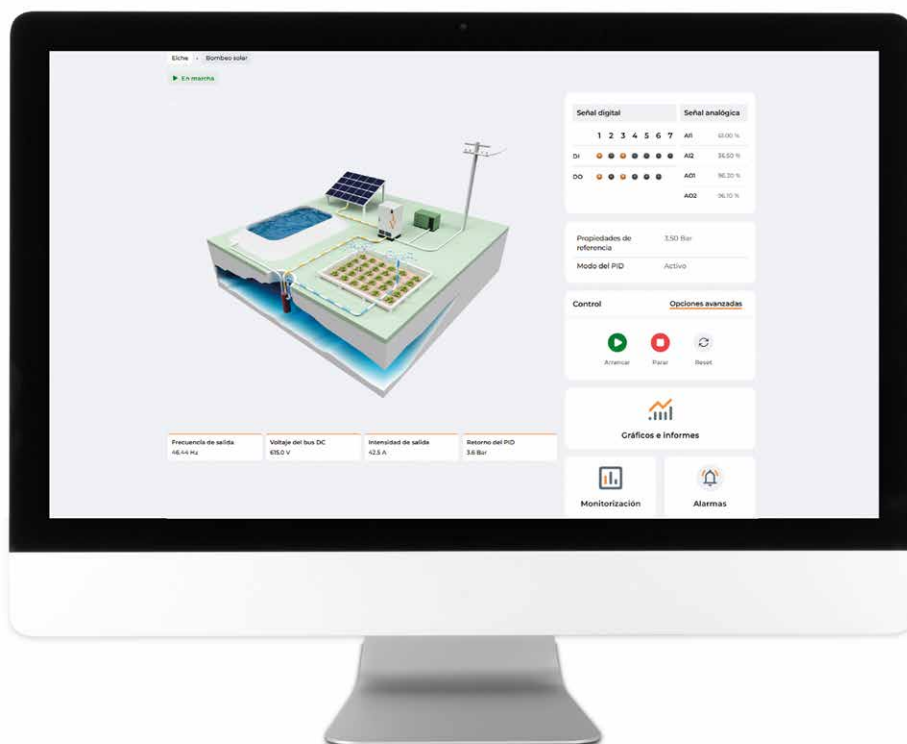 Elche › Bombeo solar
En marcha
Señal digital
Señal analógica
1 2 3 4 5 6 7
AI1 41.00 %
DI
AI2 56.50 %
DO
AO1 96.20 %
AO2 96.10 %
Propiedades de referencia 3,50 Bar
Modo del PID Activo
Control
Opciones avanzadas
Arrancar
Parar
Reset
Gráficos e informes
Frecuencia de salida
46.44 Hz
Voltaje del bus DC
615.0 V
Intensidad de salida
42.5 A
Retorno del PID
3.6 Bar
Monitorización
Alarmas